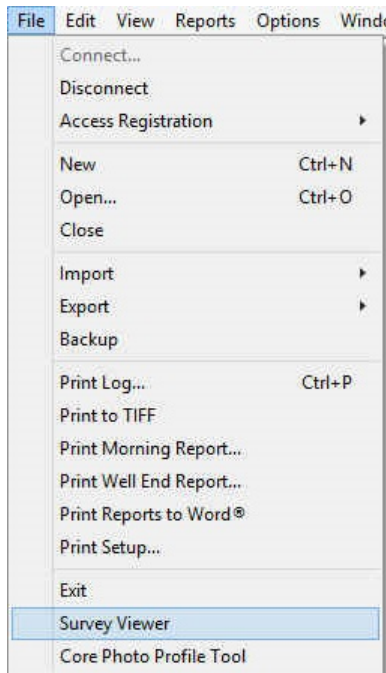 File Edit View Reports Options Wind
Connect...
Disconnect
Access Registration
New Ctrl+N
Open... Ctrl+O
Close
Import
Export
Backup
Print Log... Ctrl+P
Print to TIFF
Print Morning Report...
Print Well End Report...
Print Reports to Word®
Print Setup...
Exit
Survey Viewer
Core Photo Profile Tool